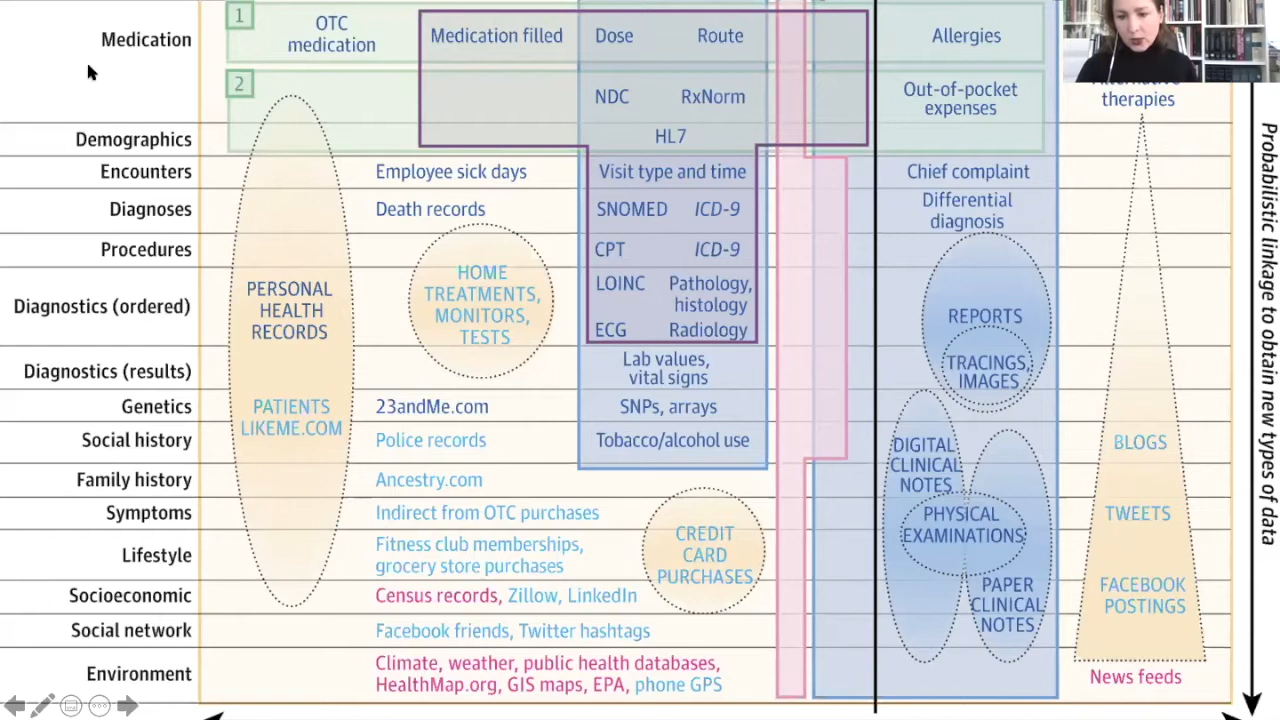 1
2
Medication
OTC
medication
Medication filled
Dose
Route
Allergies
NDC
RxNorm
Out-of-pocket
expenses
therapies
Demographics
HL7
Encounters
Employee sick days
Visit type and time
Chief complaint
Diagnoses
Death records
SNOMED
ICD-9
Differential
diagnosis
Procedures
CPT
ICD-9
Diagnostics (ordered)
PERSONAL
HEALTH
RECORDS
HOME
TREATMENTS,
MONITORS,
TESTS
LOINC
Pathology,
histology
ECG
Radiology
REPORTS
Diagnostics (results)
Lab values,
vital signs
TRACINGS,
IMAGES
Genetics
PATIENTS
LIKEME.COM
23andMe.com
SNPs, arrays
Social history
Police records
Tobacco/alcohol use
DIGITAL
CLINICAL
NOTES
BLOGS
Family history
Ancestry.com
Symptoms
Indirect from OTC purchases
PHYSICAL
EXAMINATIONS
TWEETS
Lifestyle
Fitness club memberships,
grocery store purchases
CREDIT
CARD
PURCHASES
Socioeconomic
Census records, Zillow, LinkedIn
PAPER
CLINICAL
NOTES
FACEBOOK
POSTINGS
Social network
Facebook friends, Twitter hashtags
Environment
Climate, weather, public health databases,
HealthMap.org, GIS maps, EPA, phone GPS
News feeds
Probabilistic linkage to obtain new types of data